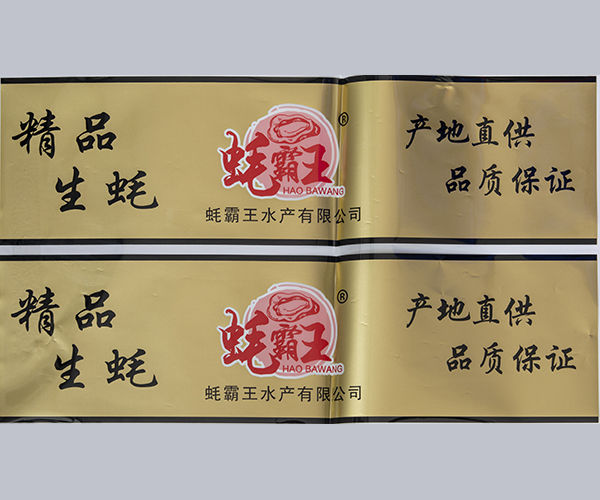 精品
生蚝
蚝霸王®
HAO BAWANG
蚝霸王水产有限公司
产地直供
品质保证
精品
生蚝
蚝霸王®
HAO BAWANG
蚝霸王水产有限公司
产地直供
品质保证